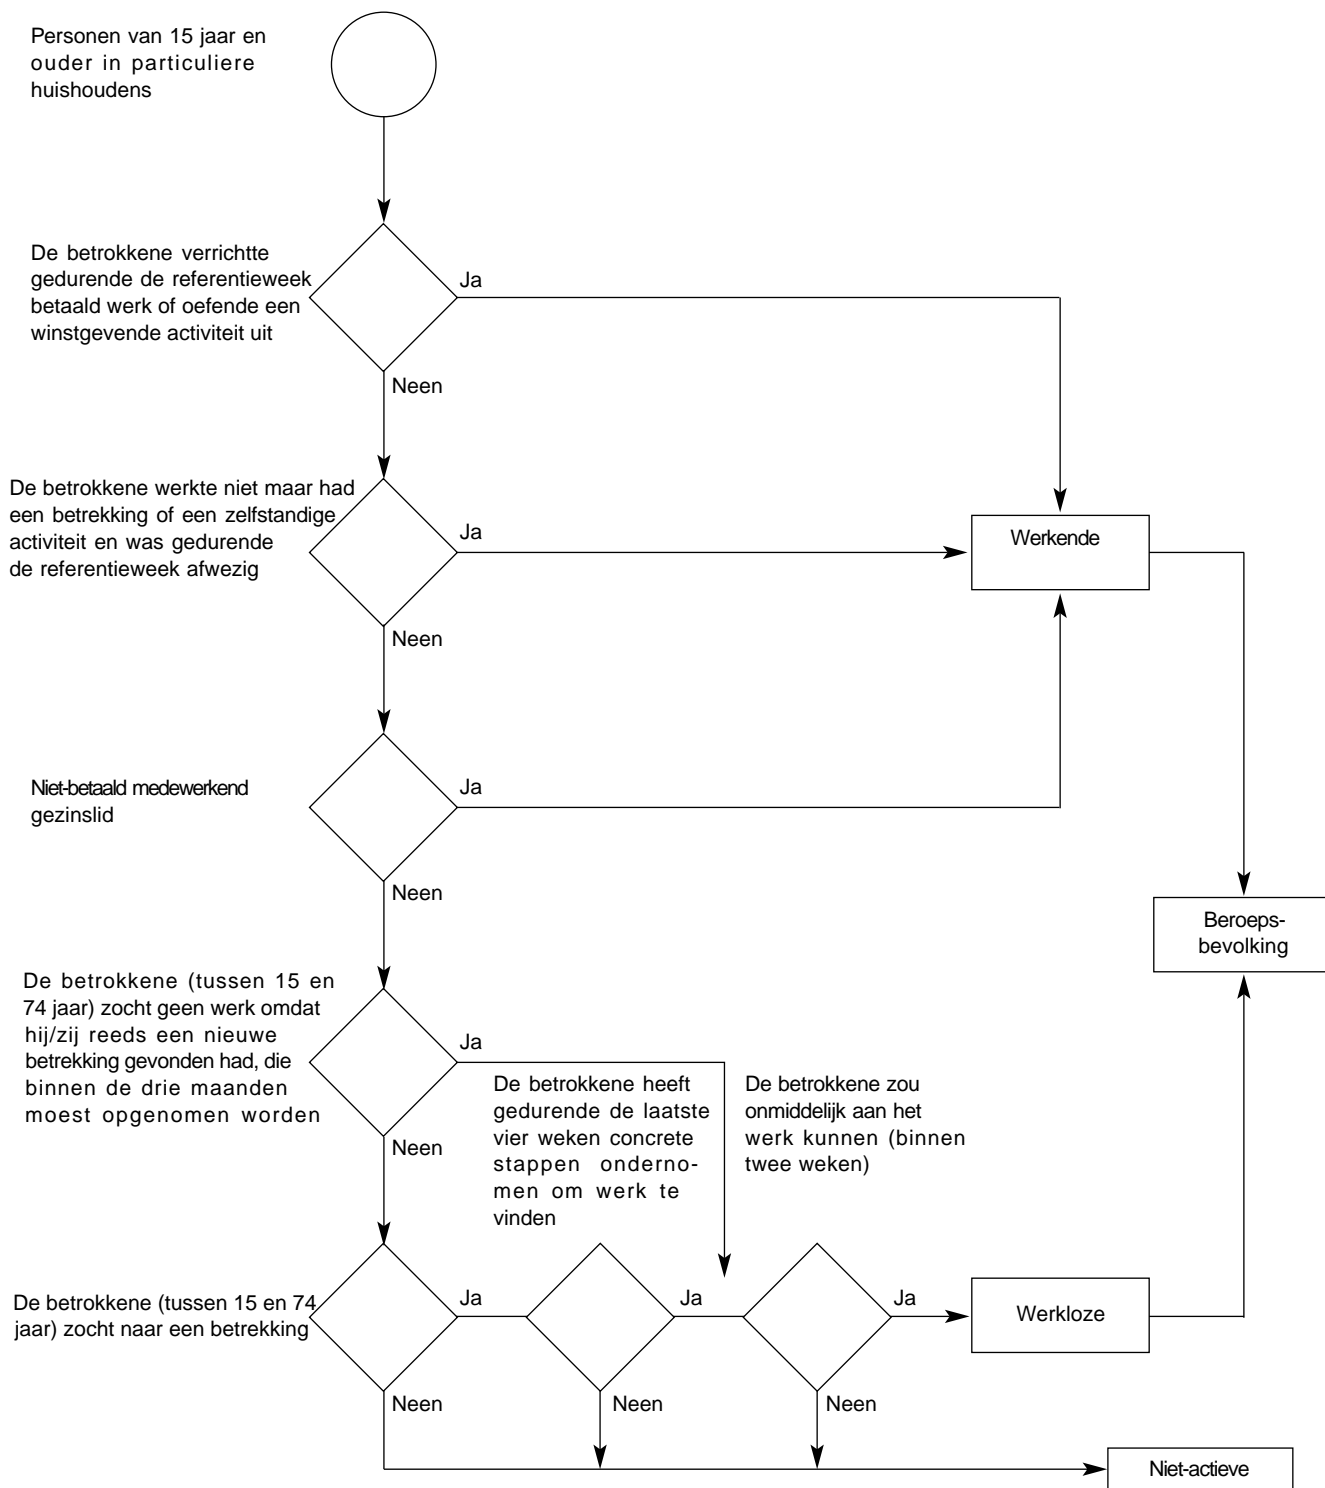 Personen van 15 jaar en
ouder in particuliere
huishoudens
De betrokkene verrichtte
gedurende de referentieweek
betaald werk of oefende een
winstgevende activiteit uit
Ja
Neen
De betrokkene werkte niet maar had
een betrekking of een zelfstandige
activiteit en was gedurende
de referentieweek afwezig
Ja
Werkende
Neen
Niet-betaald medewerkend
gezinslid
Ja
Neen
Beroeps-
bevolking
De betrokkene (tussen 15 en
74 jaar) zocht geen werk omdat
hij/zij reeds een nieuwe
betrekking gevonden had, die
binnen de drie maanden
moest opgenomen worden
Ja
Neen
De betrokkene heeft
gedurende de laatste
vier weken concrete
stappen onderno-
men om werk te
vinden
De betrokkene zou
onmiddelijk aan het
werk kunnen (binnen
twee weken)
De betrokkene (tussen 15 en 74
jaar) zocht naar een betrekking
Ja
Ja
Ja
Werkloze
Neen
Neen
Neen
Niet-actieve